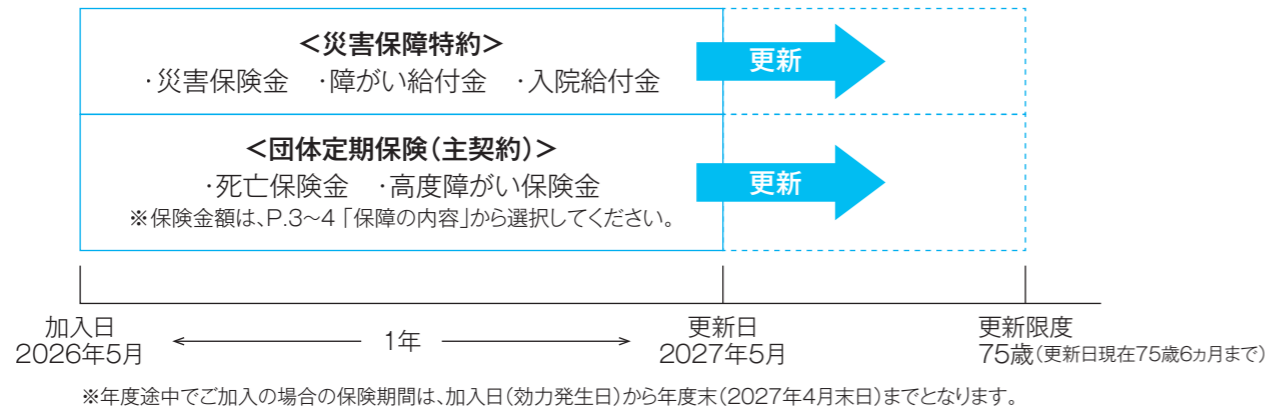 <災害保障特約>
・災害保険金　・障がい給付金　・入院給付金
更新
<団体定期保険(主契約)>
・死亡保険金　・高度障がい保険金
※保険金額は、P.3~4「保障の内容」から選択してください。
更新
加入日
2026年5月
1年
更新日
2027年5月
更新限度
75歳(更新日現在75歳6ヵ月まで)
※年度途中でご加入の場合の保険期間は、加入日(効力発生日)から年度末(2027年4月末日)までとなります。